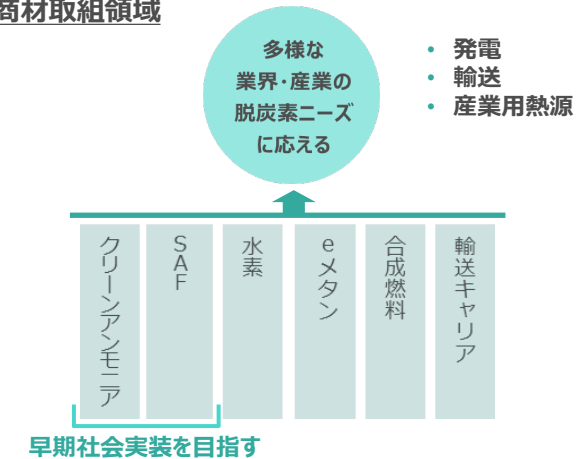 商材取組領域
多様な
業界・産業の
脱炭素ニーズ
に応える
• 発電
• 輸送
• 産業用熱源
クリーンアンモニア
SAF
水素
eメタン
合成燃料
輸送キャリア
早期社会実装を目指す